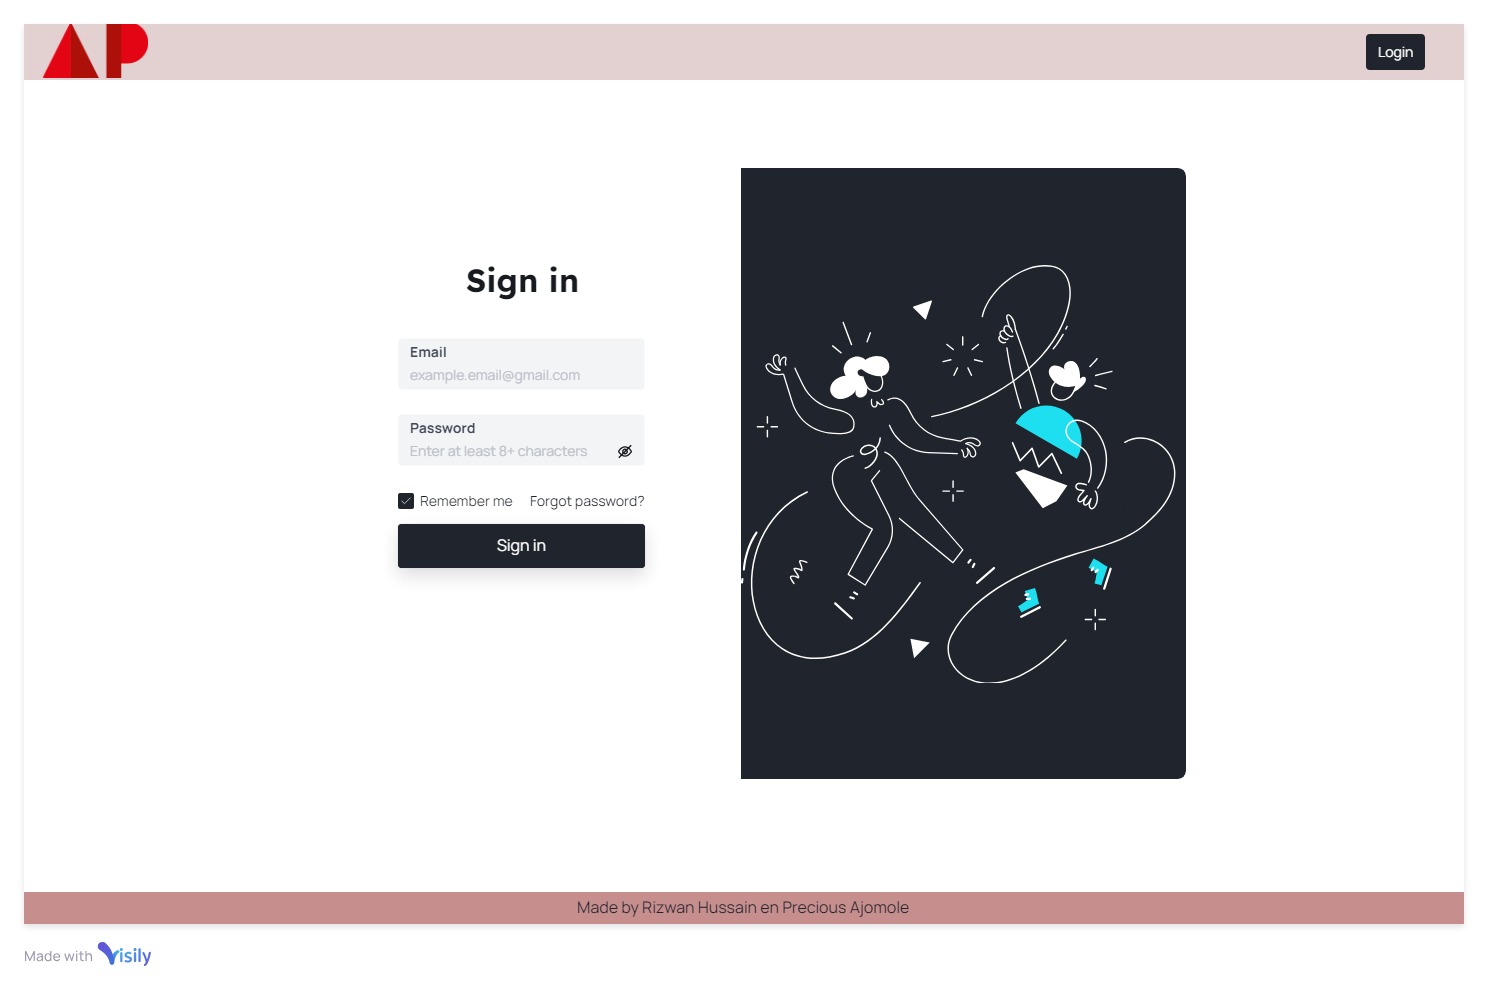 AP
Login
Sign in
Email
example.email@gmail.com
Password
Enter at least 8+ characters
Remember me Forgot password?
Sign in
Made by Rizwan Hussain en Precious Ajomole
Made with Visily